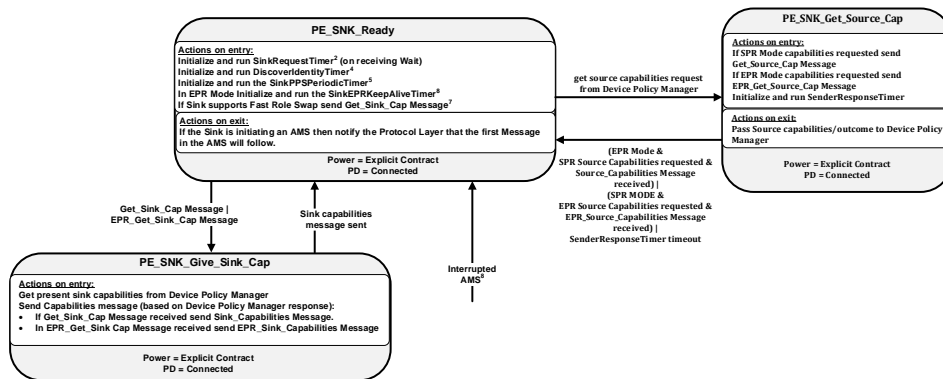 PE_SNK_Ready
Actions on entry:
Initialize and run SinkRequestTimer² (on receiving Wait)
Initialize and run DiscoverIdentityTimer⁴
Initialize and run the SinkPPSPeriodicTimer⁵
In EPR Mode Initialize and run the SinkEPRKeepAliveTimer⁸
If Sink supports Fast Role Swap send Get_Sink_Cap Message⁷
Actions on exit:
If the Sink is initiating an AMS then notify the Protocol Layer that the first Message
in the AMS will follow.
Power = Explicit Contract
PD = Connected
get source capabilities request
from Device Policy Manager
PE_SNK_Get_Source_Cap
Actions on entry:
If SPR Mode capabilities requested send
Get_Source_Cap Message
If EPR Mode capabilities requested send
EPR_Get_Source_Cap Message
Initialize and run SenderResponseTimer
Actions on exit:
Pass Source capabilities/outcome to Device Policy
Manager
Power = Explicit Contract
PD = Connected
(EPR Mode &
SPR Source Capabilities requested &
Source_Capabilities Message
received) |
(SPR MODE &
EPR Source Capabilities requested &
EPR_Source_Capabilities Message
received) |
SenderResponseTimer timeout
Get_Sink_Cap Message |
EPR_Get_Sink_Cap Message
Sink capabilities
message sent
Interrupted
AMS⁸
PE_SNK_Give_Sink_Cap
Actions on entry:
Get present sink capabilities from Device Policy Manager
Send Capabilities message (based on Device Policy Manager response):
• If Get_Sink_Cap Message received send Sink_Capabilities Message.
• In EPR_Get_Sink Cap Message received send EPR_Sink_Capabilities Message
Power = Explicit Contract
PD = Connected